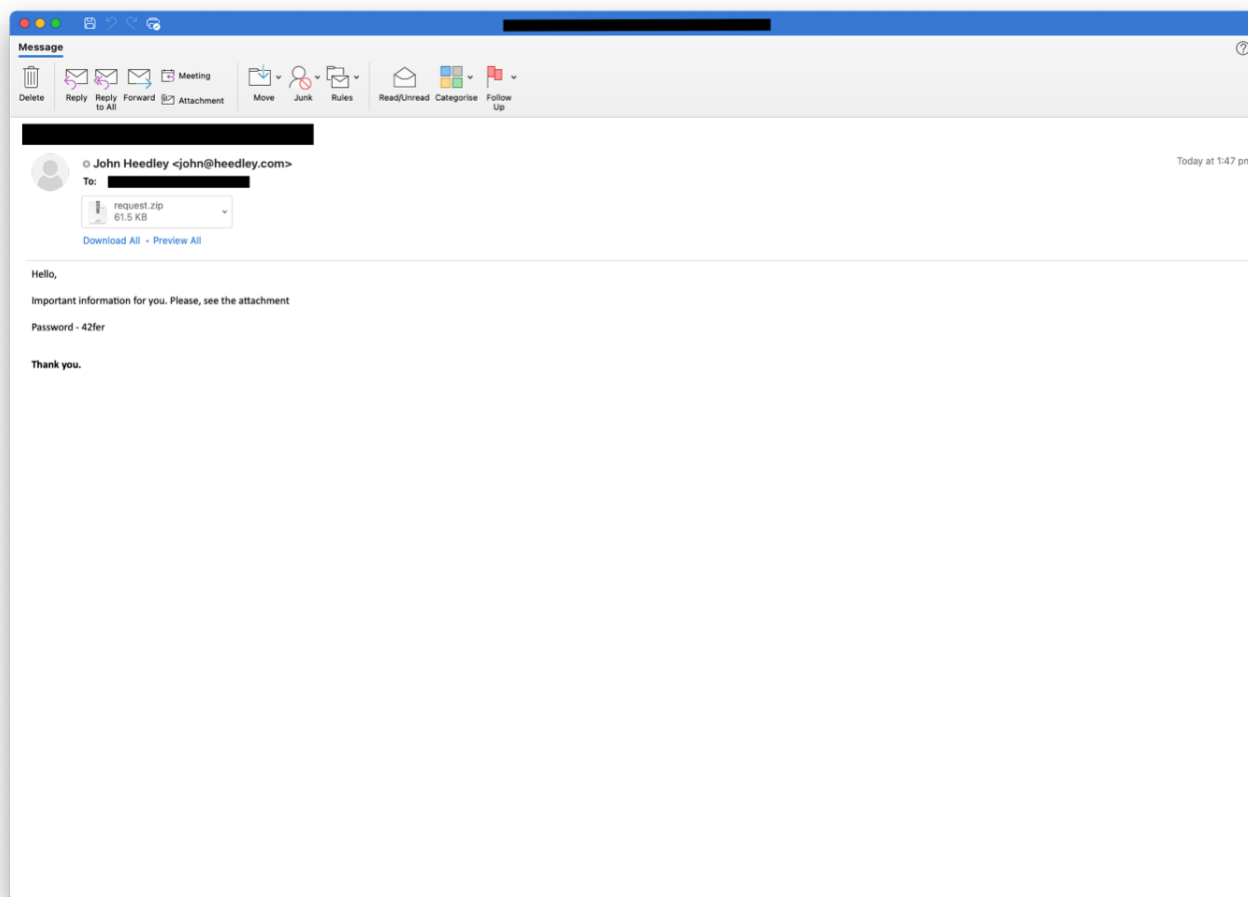 Message
Delete
Reply
Reply to All
Forward
Meeting
Attachment
Move
Junk
Rules
Read/Unread
Categorise
Follow Up
John Heedley <john@heedley.com>
Today at 1:47 pm
To:
request.zip
61.5 KB
Download All • Preview All
Hello,
Important information for you. Please, see the attachment
Password - 42fer
Thank you.